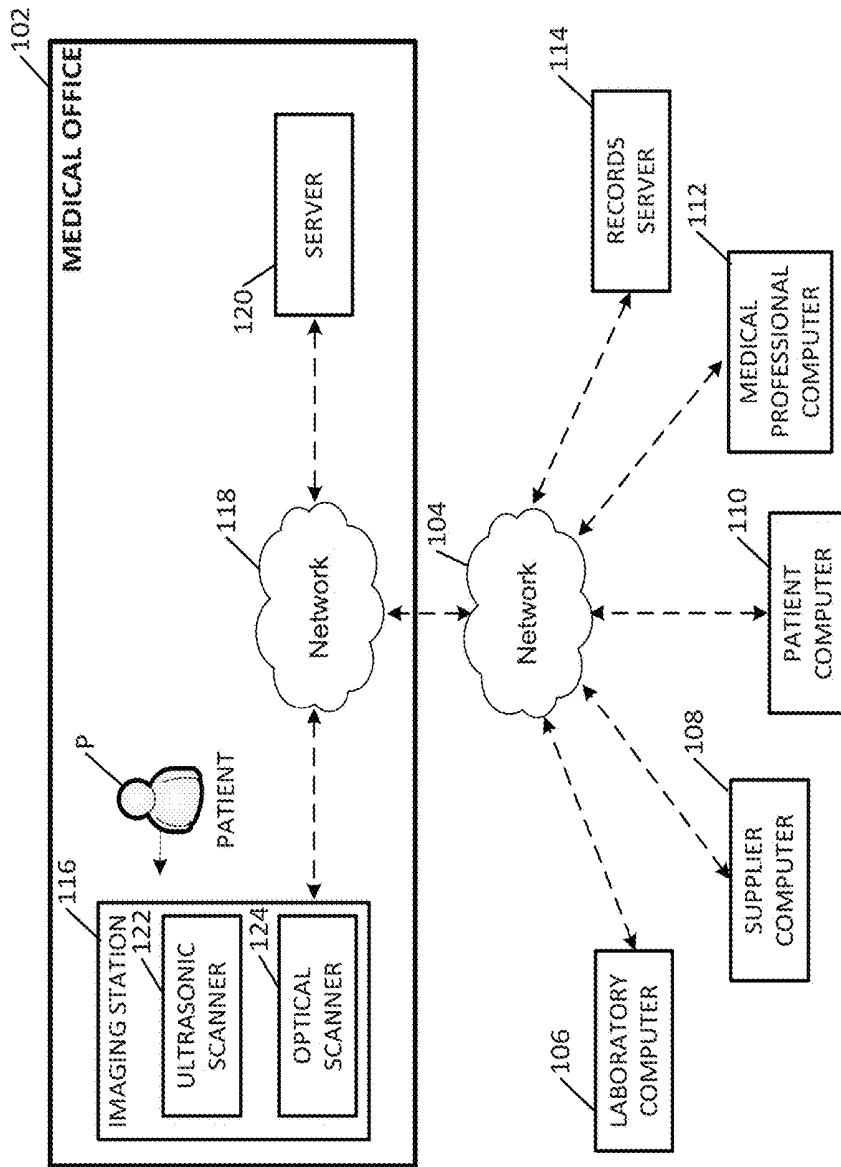 102
MEDICAL OFFICE
116
IMAGING STATION
122
ULTRASONIC
SCANNER
124
OPTICAL
SCANNER
P
PATIENT
118
Network
120
SERVER
104
Network
106
LABORATORY
COMPUTER
108
SUPPLIER
COMPUTER
110
PATIENT
COMPUTER
112
MEDICAL
PROFESSIONAL
COMPUTER
114
RECORDS
SERVER